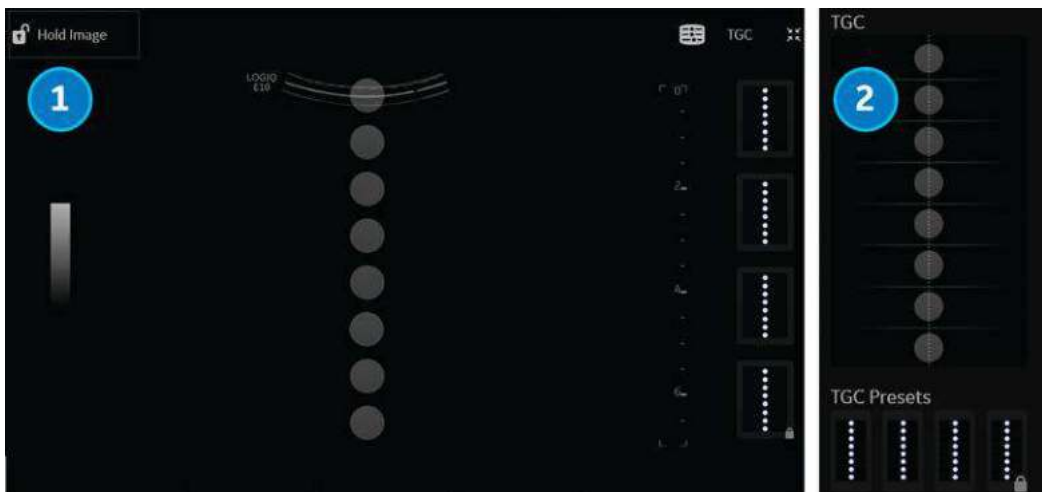 Hold Image
TGC
1
LOGIQ
E10
0
2
4
6
TGC
2
TGC Presets